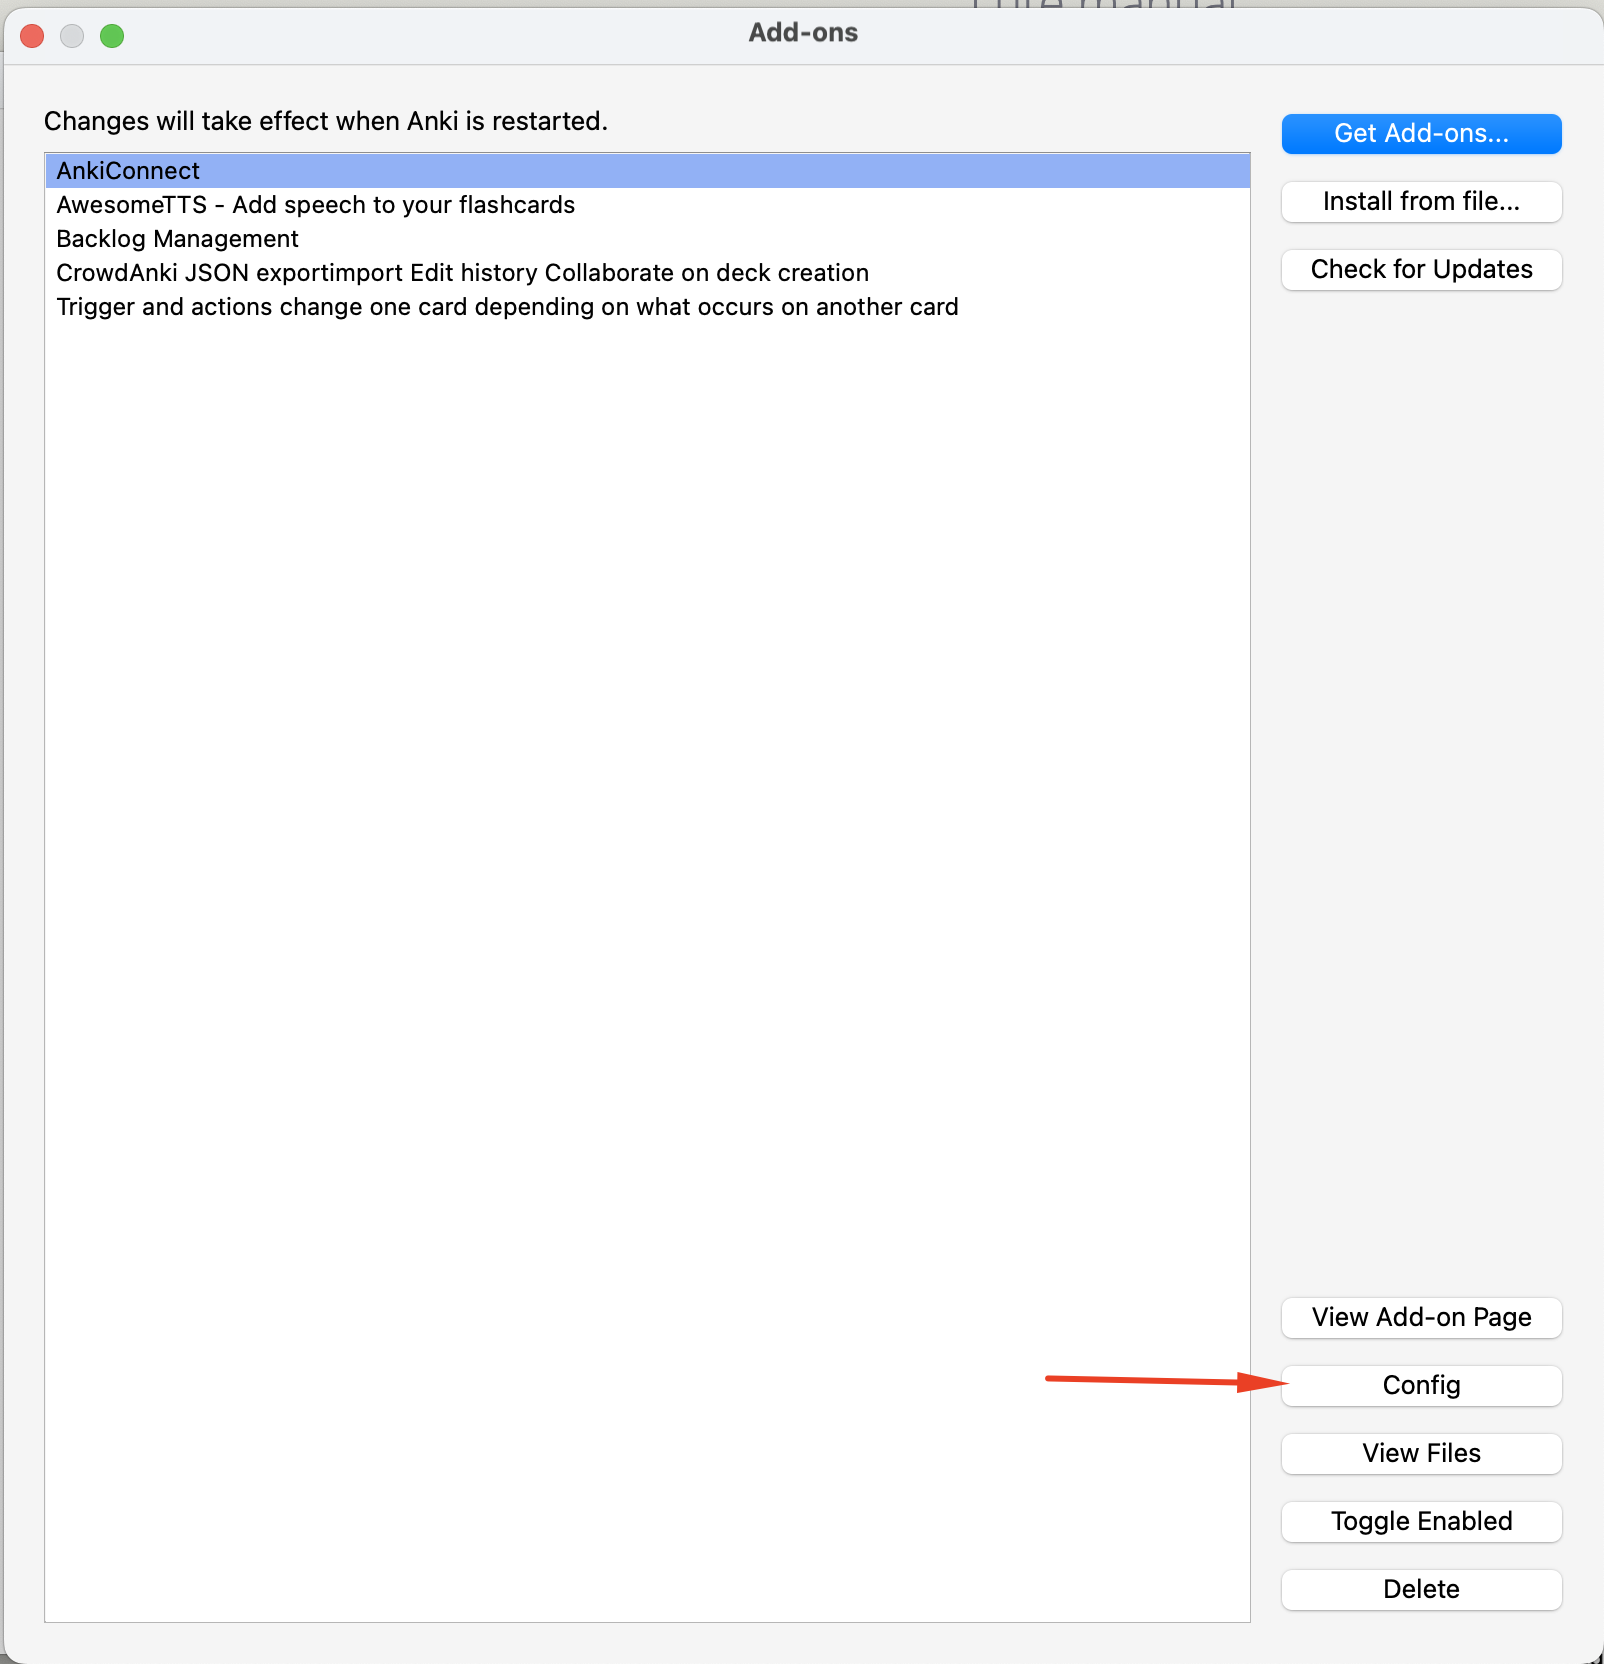 Add-ons
Changes will take effect when Anki is restarted.
AnkiConnect
AwesomeTTS - Add speech to your flashcards
Backlog Management
CrowdAnki JSON exportimport Edit history Collaborate on deck creation
Trigger and actions change one card depending on what occurs on another card
Get Add-ons...
Install from file...
Check for Updates
View Add-on Page
Config
View Files
Toggle Enabled
Delete